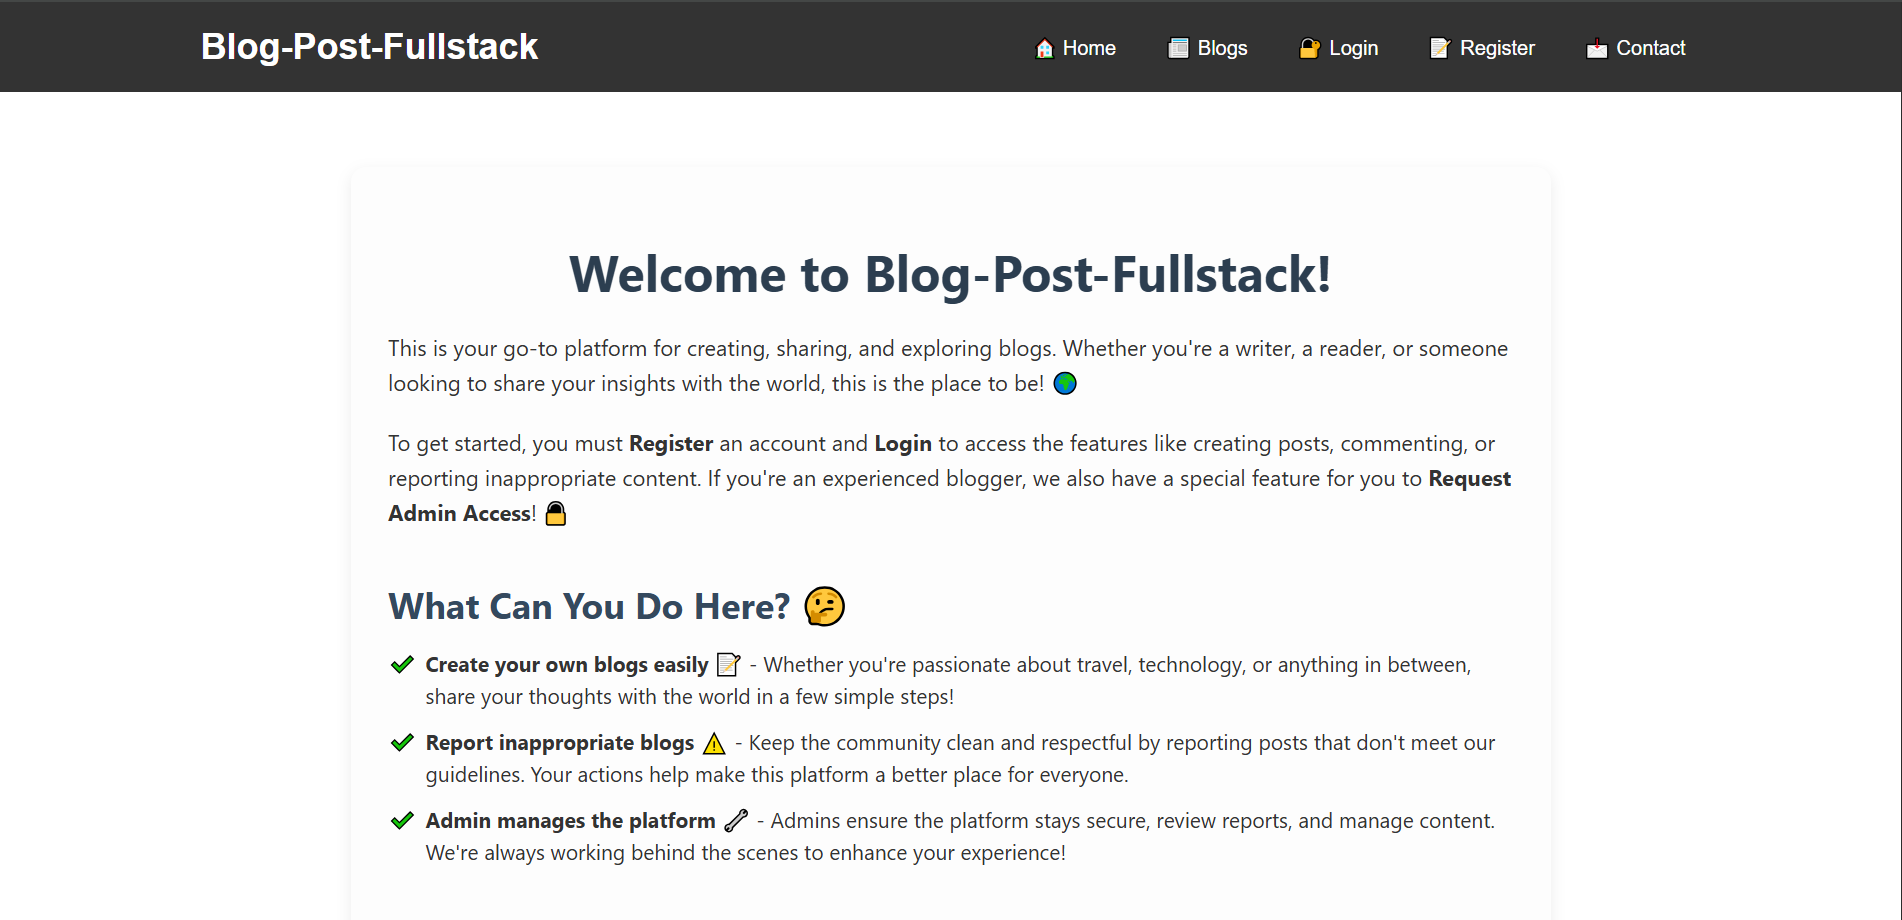 Blog-Post-Fullstack
🏠 Home 📰 Blogs 🔐 Login 📝 Register 📩 Contact
Welcome to Blog-Post-Fullstack!
This is your go-to platform for creating, sharing, and exploring blogs. Whether you're a writer, a reader, or someone
looking to share your insights with the world, this is the place to be! 🌍
To get started, you must Register an account and Login to access the features like creating posts, commenting, or
reporting inappropriate content. If you're an experienced blogger, we also have a special feature for you to Request
Admin Access! 🔒
What Can You Do Here? 🤔
✔ Create your own blogs easily 📝 - Whether you're passionate about travel, technology, or anything in between,
share your thoughts with the world in a few simple steps!
✔ Report inappropriate blogs ⚠️ - Keep the community clean and respectful by reporting posts that don't meet our
guidelines. Your actions help make this platform a better place for everyone.
✔ Admin manages the platform 🔧 - Admins ensure the platform stays secure, review reports, and manage content.
We're always working behind the scenes to enhance your experience!